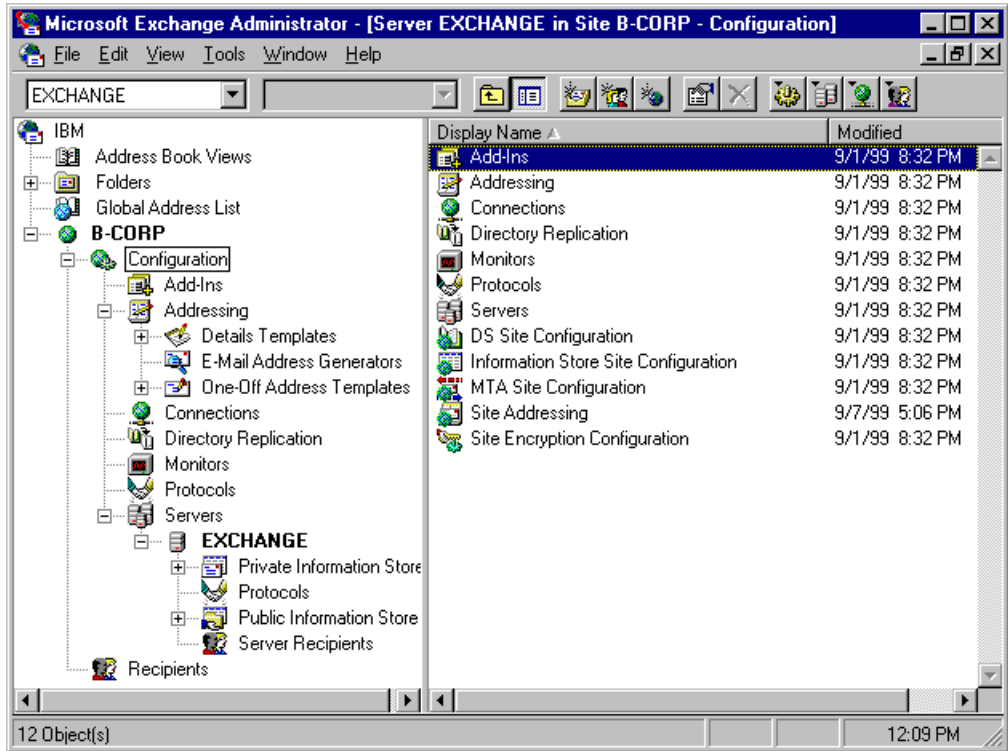 Microsoft Exchange Administrator - [Server EXCHANGE in Site B-CORP - Configuration]
File Edit View Tools Window Help
EXCHANGE
IBM
Address Book Views
Folders
Global Address List
B-CORP
Configuration
Add-Ins
Addressing
Details Templates
E-Mail Address Generators
One-Off Address Templates
Connections
Directory Replication
Monitors
Protocols
Servers
EXCHANGE
Private Information Store
Protocols
Public Information Store
Server Recipients
Recipients
Display Name Modified
Add-Ins 9/1/99 8:32 PM
Addressing 9/1/99 8:32 PM
Connections 9/1/99 8:32 PM
Directory Replication 9/1/99 8:32 PM
Monitors 9/1/99 8:32 PM
Protocols 9/1/99 8:32 PM
Servers 9/1/99 8:32 PM
DS Site Configuration 9/1/99 8:32 PM
Information Store Site Configuration 9/1/99 8:32 PM
MTA Site Configuration 9/1/99 8:32 PM
Site Addressing 9/7/99 5:06 PM
Site Encryption Configuration 9/1/99 8:32 PM
12 Object(s) 12:09 PM